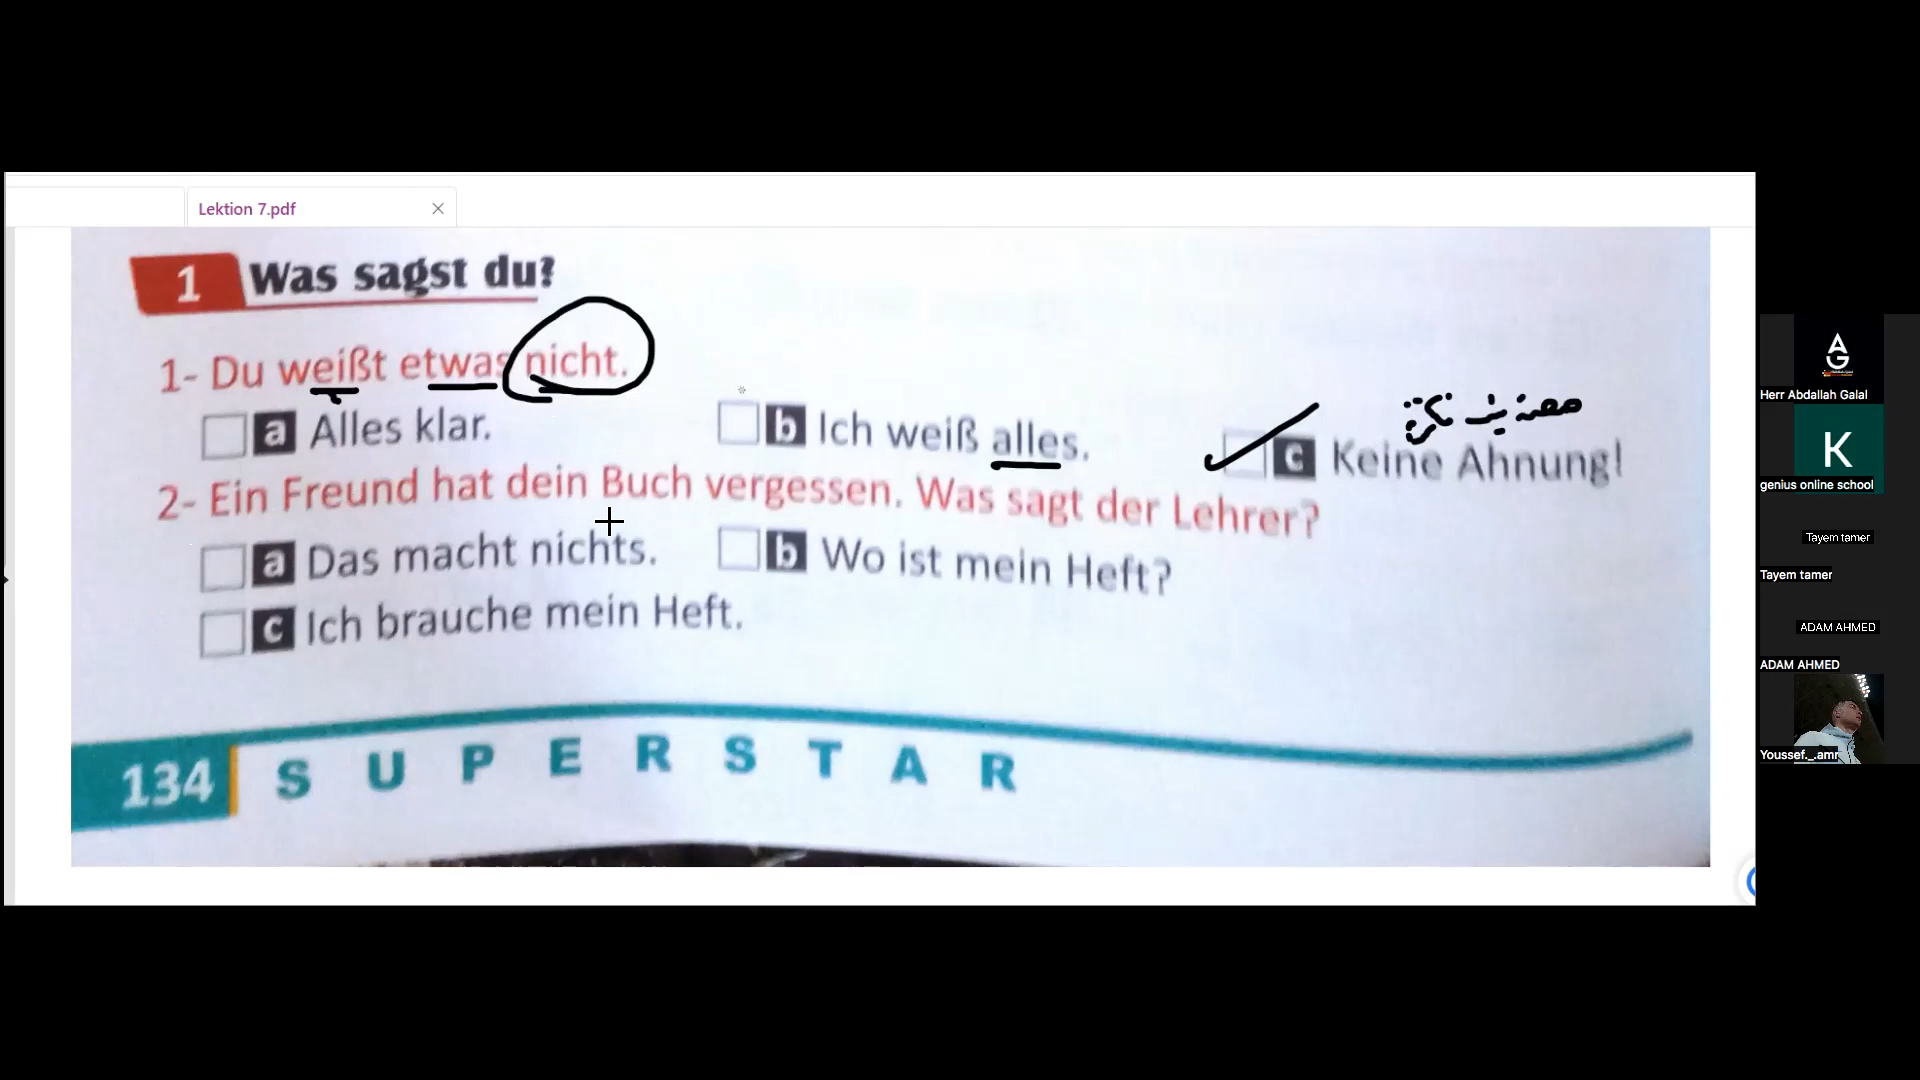 Lektion 7.pdf
1 Was sagst du?
1- Du weißt etwas nicht.
a Alles klar.
b Ich weiß alles.
c Keine Ahnung!
2- Ein Freund hat dein Buch vergessen. Was sagt der Lehrer?
a Das macht nichts.
b Wo ist mein Heft?
c Ich brauche mein Heft.
134 SUPERSTAR
AG
Herr Abdallah Galal
K
genius online school
Tayem tamer
Tayem tamer
ADAM AHMED
ADAM AHMED
Youssef._.amr